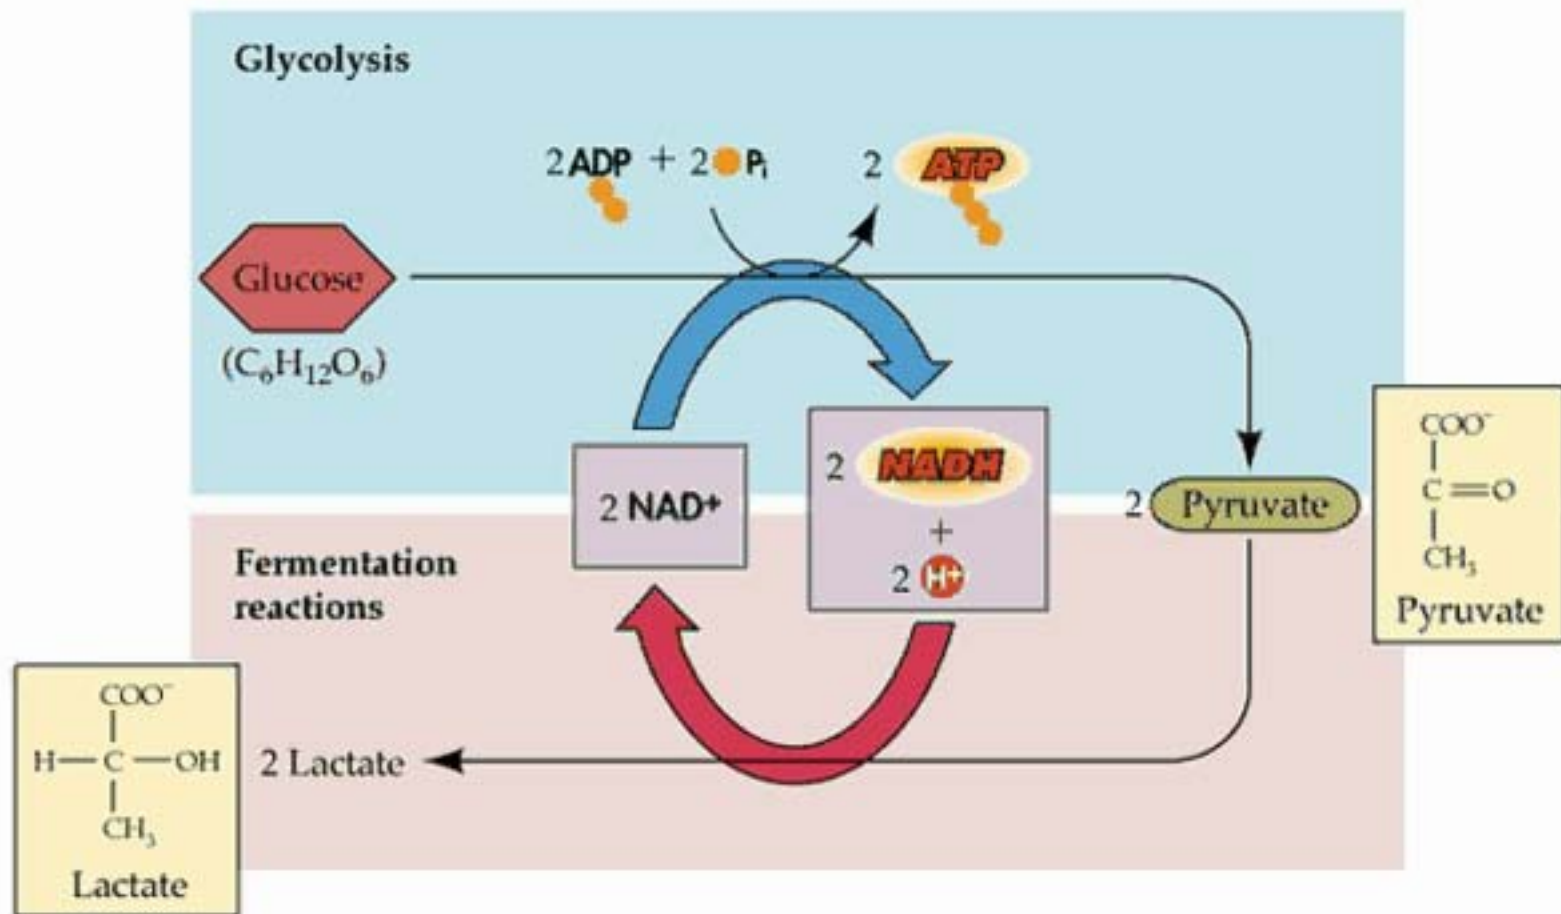 Glycolysis
2 ADP + 2 Pi 2 ATP
Glucose
(C₆H₁₂O₆)
2 NAD+
2 NADH
+
2 H+
2 Pyruvate
COO⁻
C=O
CH₃
Pyruvate
Fermentation
reactions
COO⁻
H—C—OH
CH₃
Lactate
2 Lactate